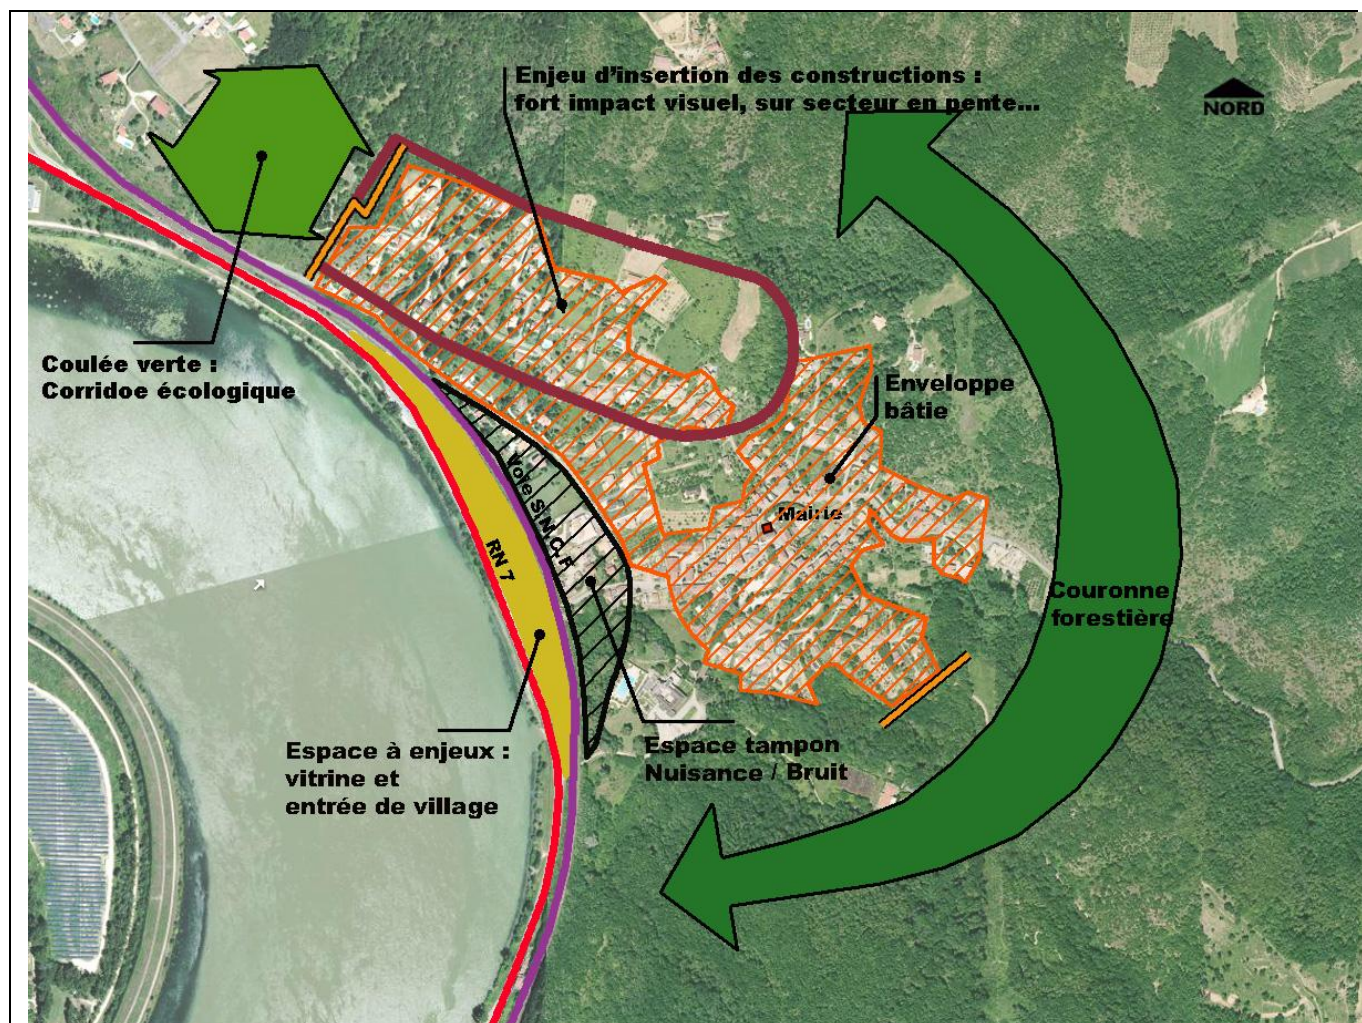 Enjeu d'insertion des constructions :
fort impact visuel, sur secteur en pente...
NORD
Coulée verte :
Corridoe écologique
Enveloppe
bâtie
Voie S.N.C.F
Mairie
RN 7
Couronne
forestière
Espace à enjeux :
vitrine et
entrée de village
Espace tampon
Nuisance / Bruit